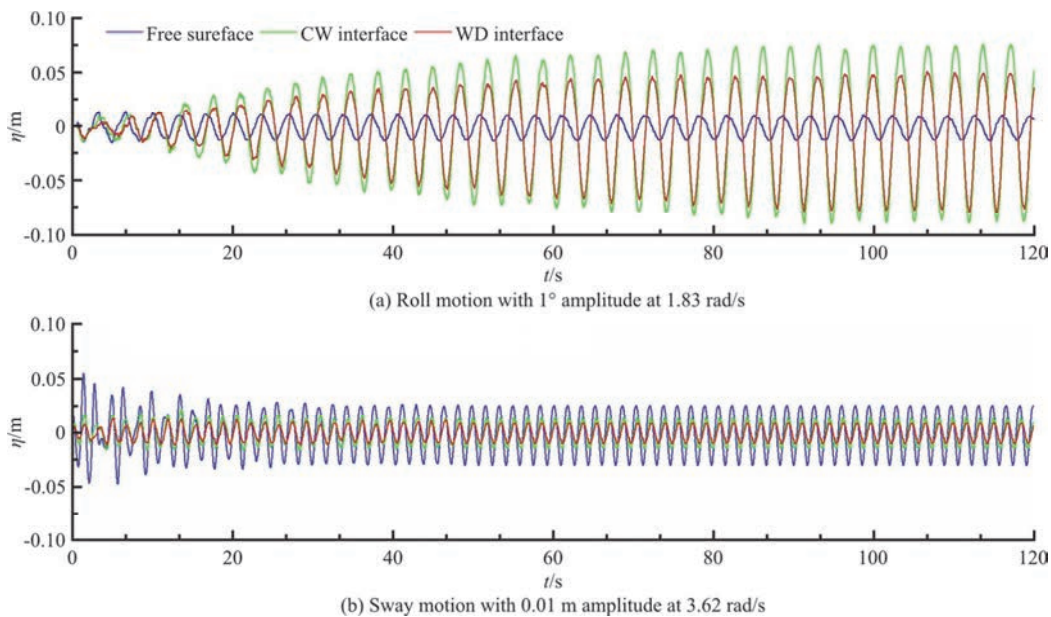 0.10
Free sureface CW interface WD interface
0.05
η/m
0
-0.05
-0.10
0 20 40 60 80 100 120
t/s
(a) Roll motion with 1° amplitude at 1.83 rad/s
0.10
0.05
η/m
0
-0.05
-0.10
0 20 40 60 80 100 120
t/s
(b) Sway motion with 0.01 m amplitude at 3.62 rad/s